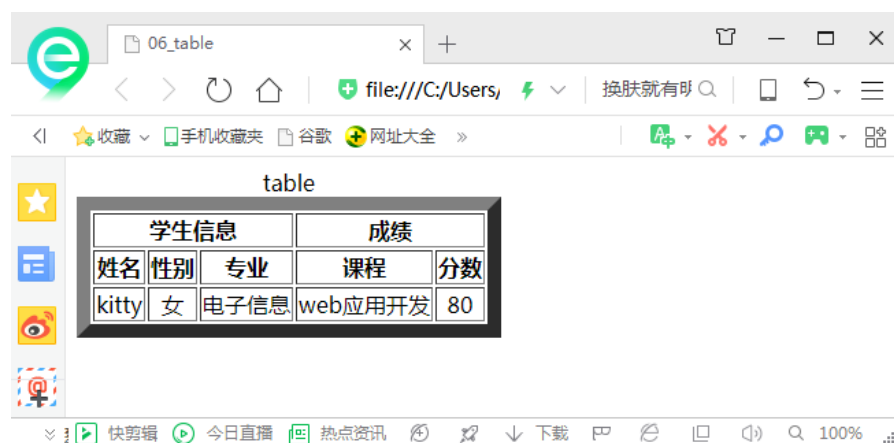 06_table
file:///C:/Users/ 换肤就有
收藏 手机收藏夹 谷歌 网址大全
table
学生信息 成绩
姓名 性别 专业 课程 分数
kitty 女 电子信息 web应用开发 80
快剪辑 今日直播 热点资讯 下载 100%